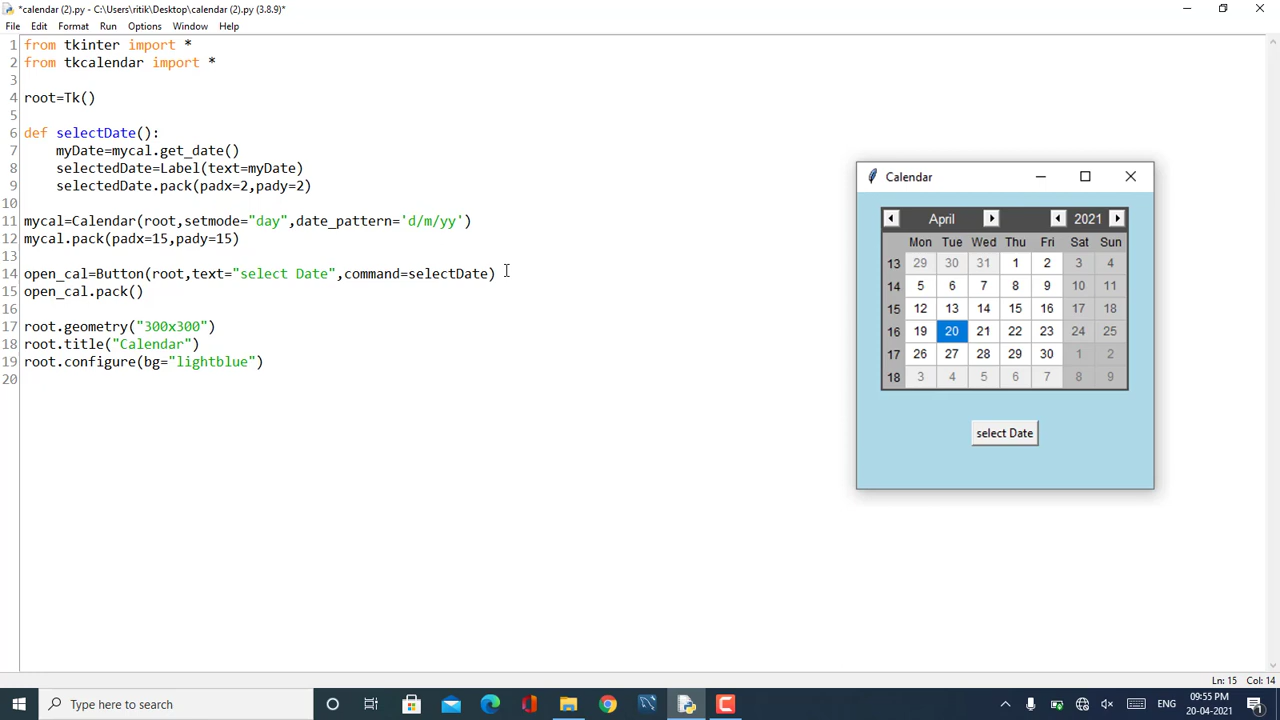 *calendar (2).py - C:\Users\ritik\Desktop\calendar (2).py (3.8.9)*
File Edit Format Run Options Window Help
1 from tkinter import *
2 from tkcalendar import *
3
4 root=Tk()
5
6 def selectDate():
7     myDate=mycal.get_date()
8     selectedDate=Label(text=myDate)
9     selectedDate.pack(padx=2,pady=2)
10
11 mycal=Calendar(root,setmode="day",date_pattern='d/m/yy')
12 mycal.pack(padx=15,pady=15)
13
14 open_cal=Button(root,text="select Date",command=selectDate)
15 open_cal.pack()
16
17 root.geometry("300x300")
18 root.title("Calendar")
19 root.configure(bg="lightblue")
20
Calendar
April 2021
Mon Tue Wed Thu Fri Sat Sun
13 29 30 31 1 2 3 4
14 5 6 7 8 9 10 11
15 12 13 14 15 16 17 18
16 19 20 21 22 23 24 25
17 26 27 28 29 30 1 2
18 3 4 5 6 7 8 9
select Date
Ln: 15 Col: 14
Type here to search
ENG
09:55 PM
20-04-2021
1